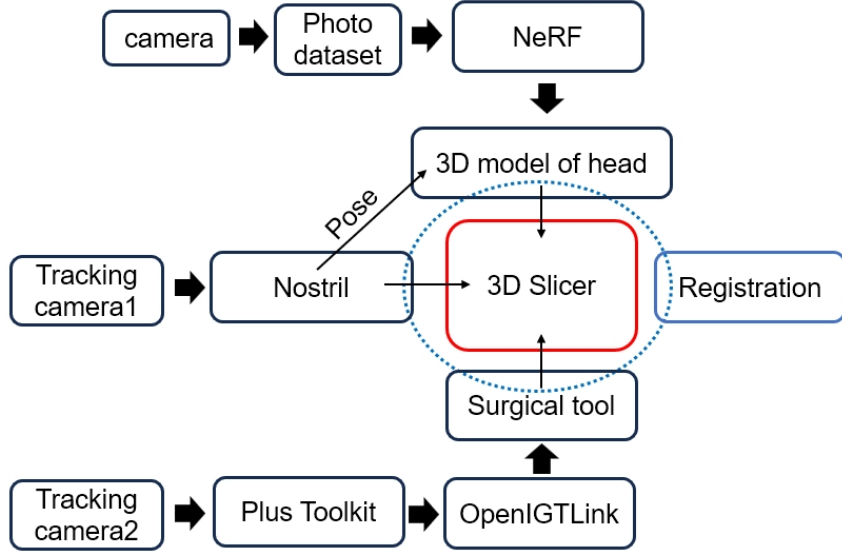 camera
Photo
dataset
NeRF
3D model of head
Pose
Tracking
camera1
Nostril
3D Slicer
Registration
Surgical tool
Tracking
camera2
Plus Toolkit
OpenIGTLink